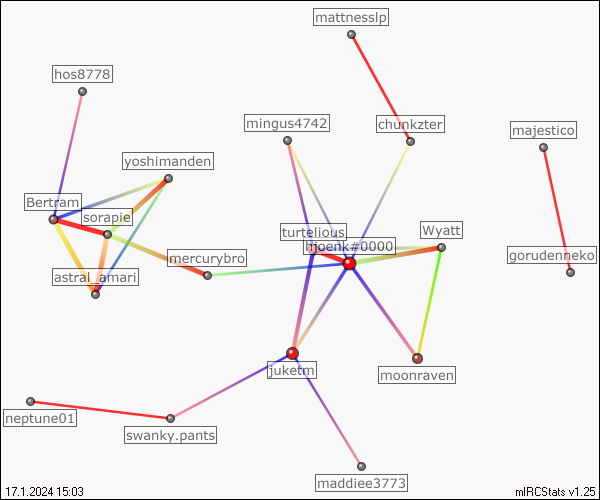 mattnesslp
hos8778
mingus4742
chunkzter
majestico
yoshimanden
Bertram
sorapie
turtelious
Wyatt
hoenk#0000
mercurybro
gorudenneko
astral_amari
juketm
moonraven
neptune01
swanky.pants
maddiee3773
17.1.2024 15:03
mIRCStats v1.25